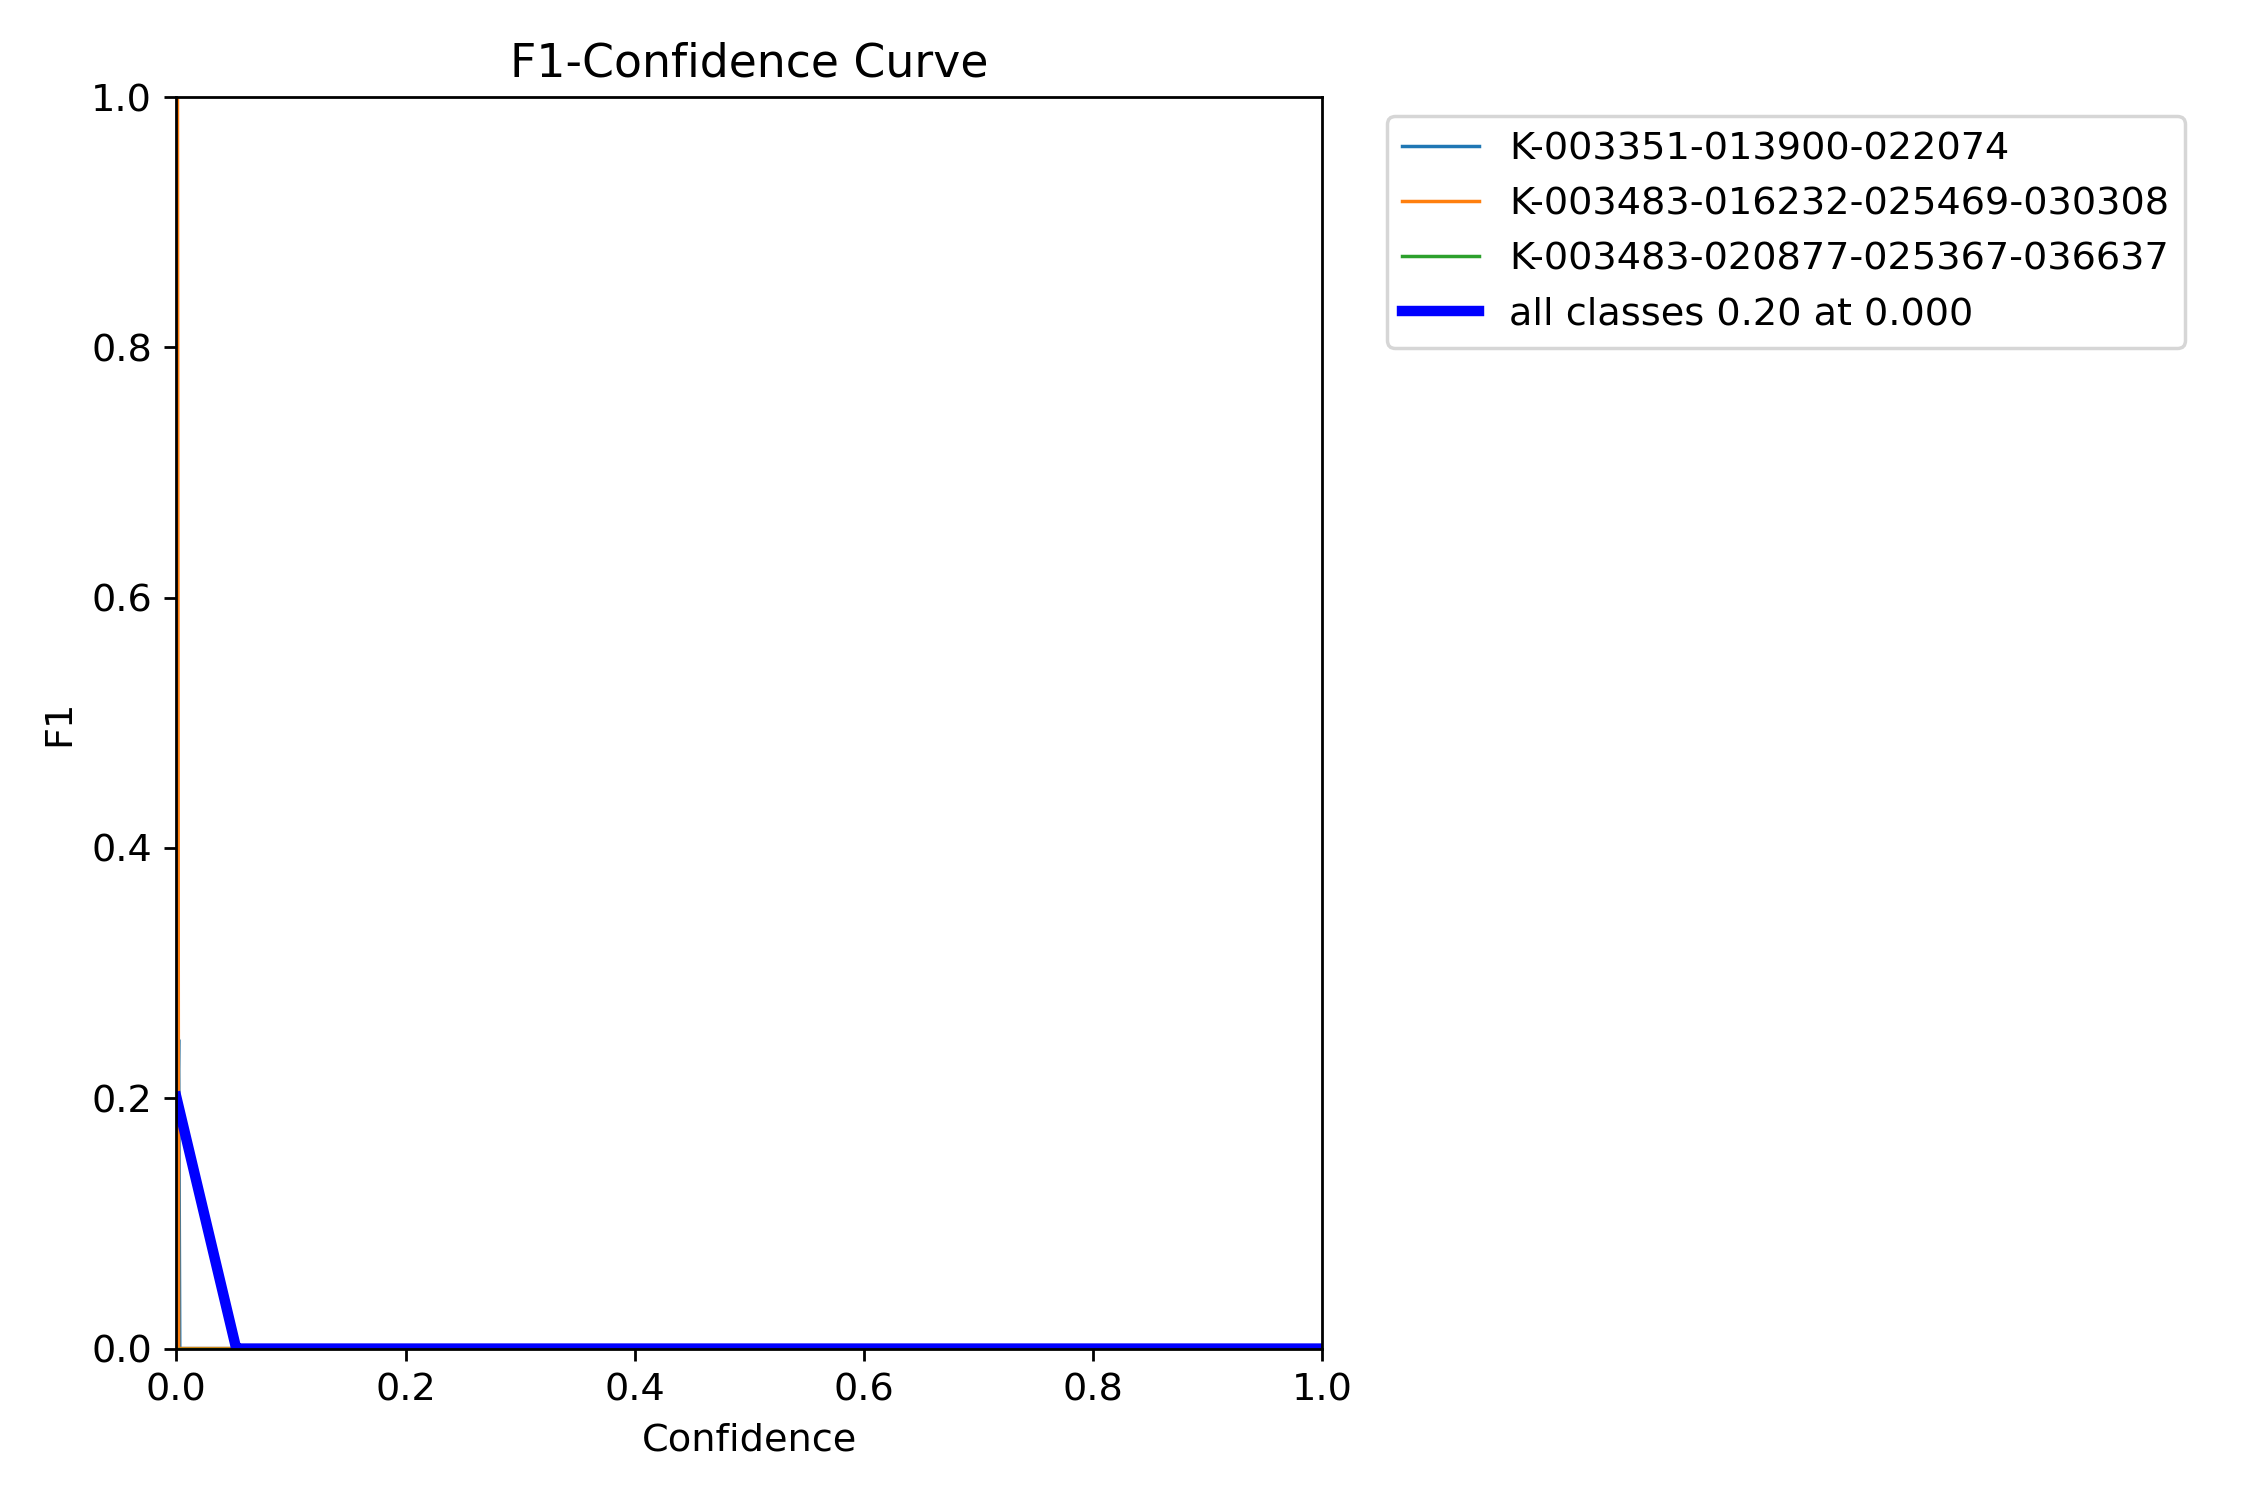 F1-Confidence Curve
1.0
0.8
0.6
0.4
0.2
0.0
F1
0.0 0.2 0.4 0.6 0.8 1.0
Confidence
K-003351-013900-022074
K-003483-016232-025469-030308
K-003483-020877-025367-036637
all classes 0.20 at 0.000